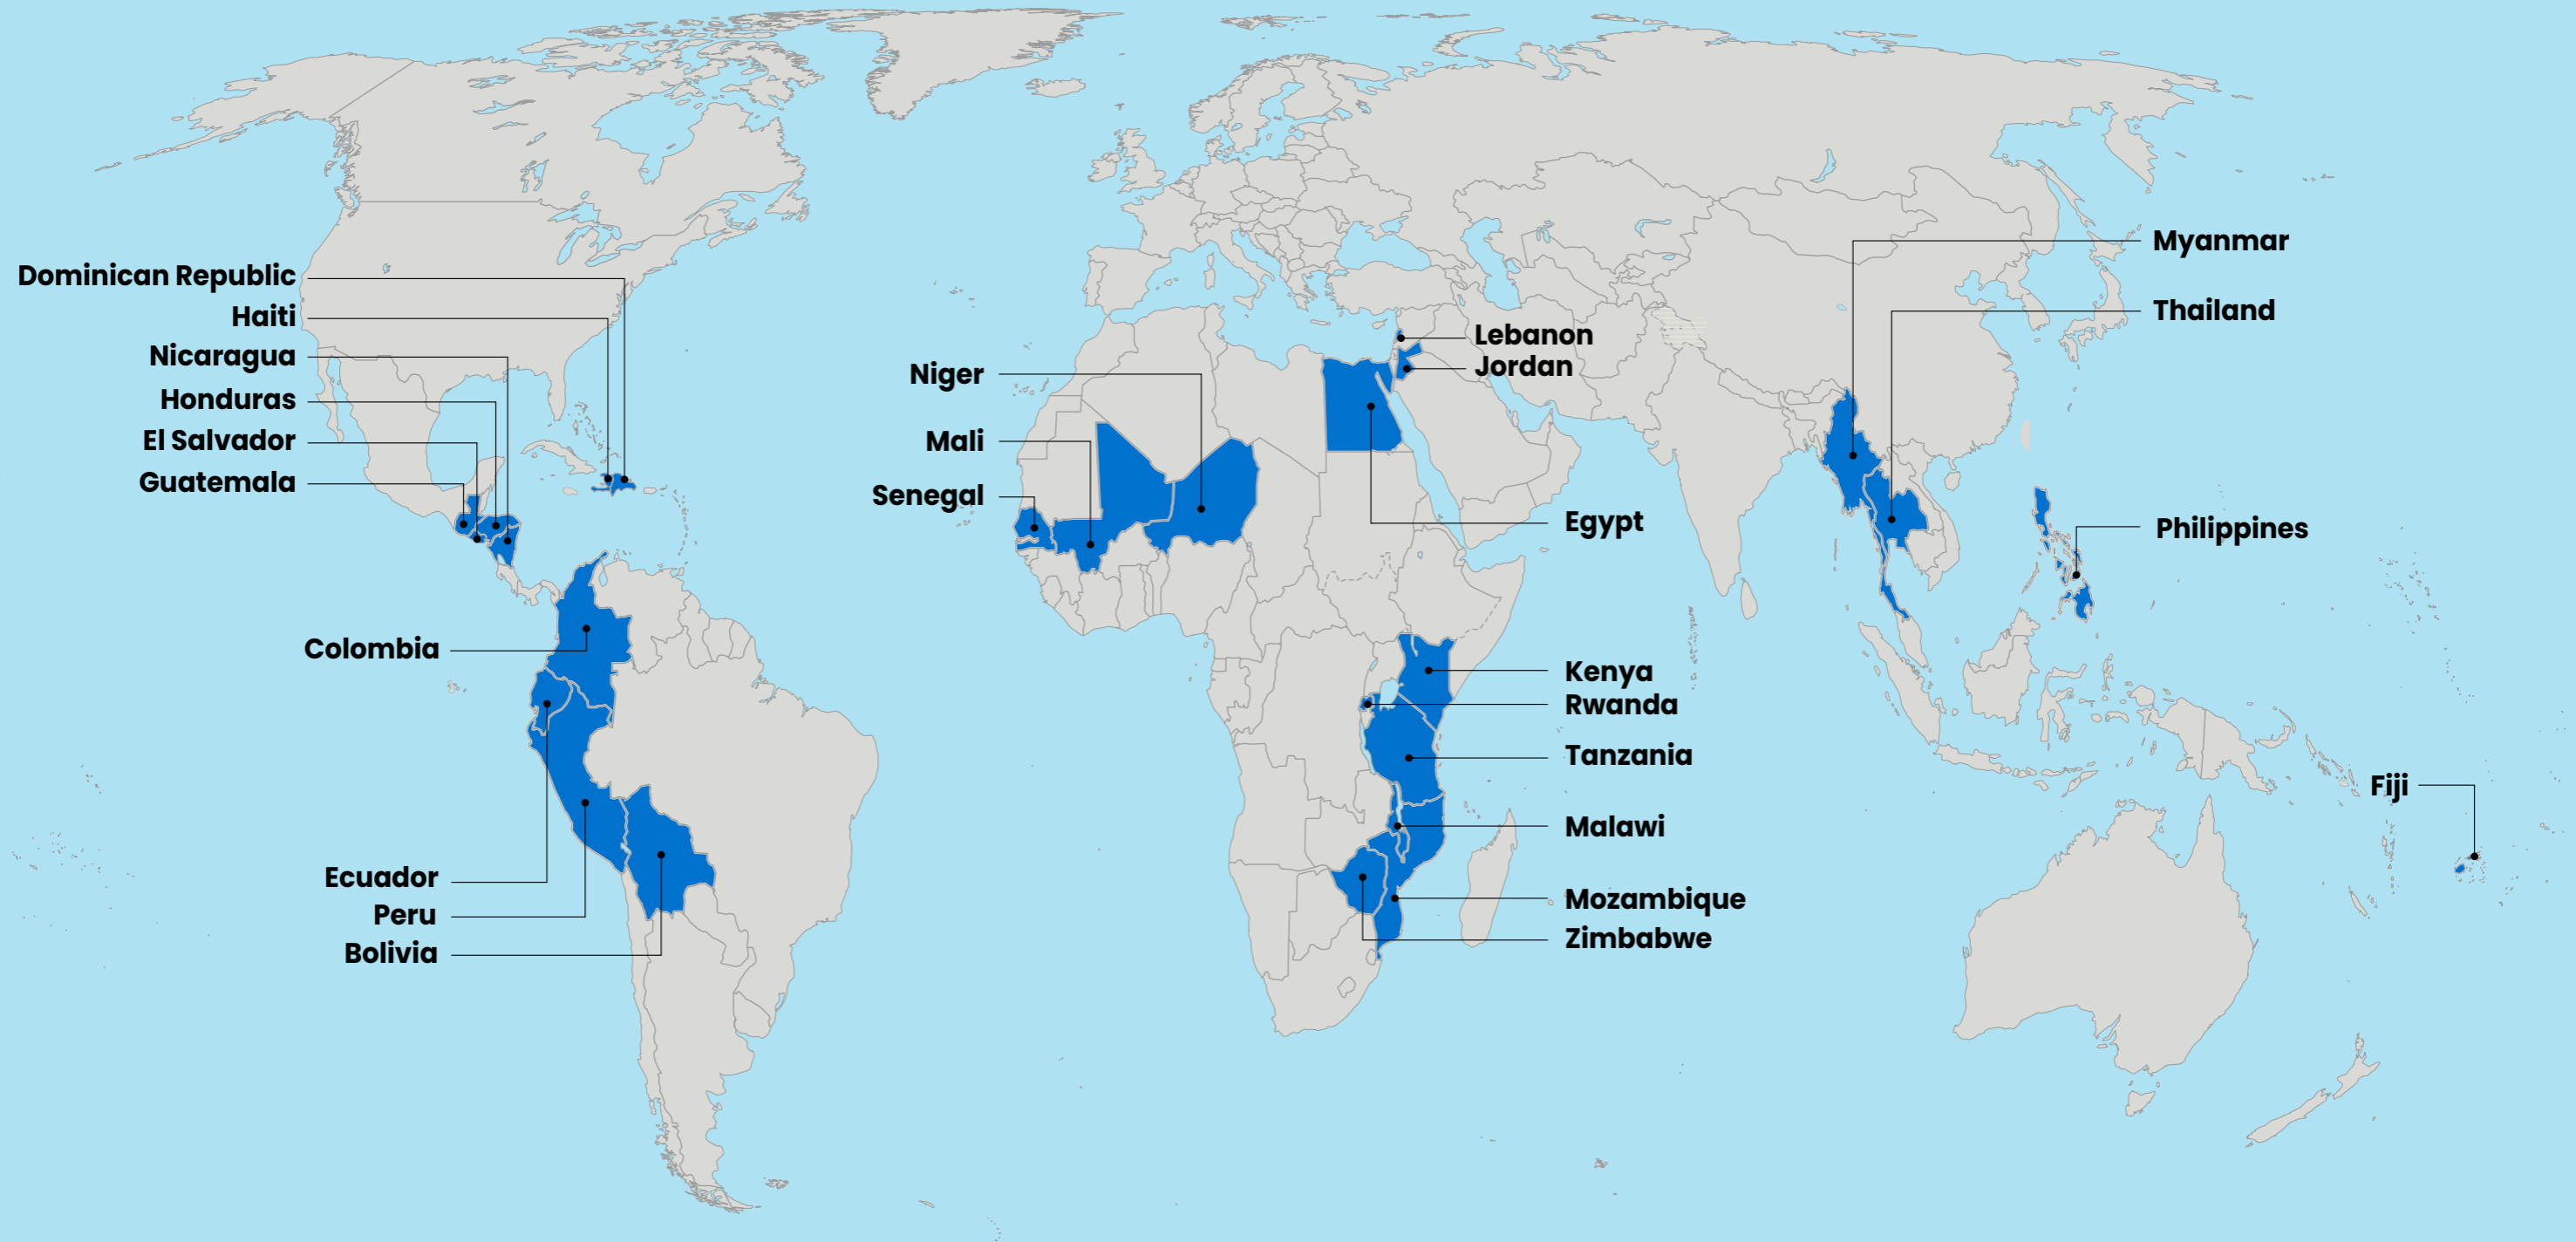 Dominican Republic
Haiti
Nicaragua
Honduras
El Salvador
Guatemala
Colombia
Ecuador
Peru
Bolivia
Niger
Mali
Senegal
Lebanon
Jordan
Egypt
Kenya
Rwanda
Tanzania
Malawi
Mozambique
Zimbabwe
Myanmar
Thailand
Philippines
Fiji